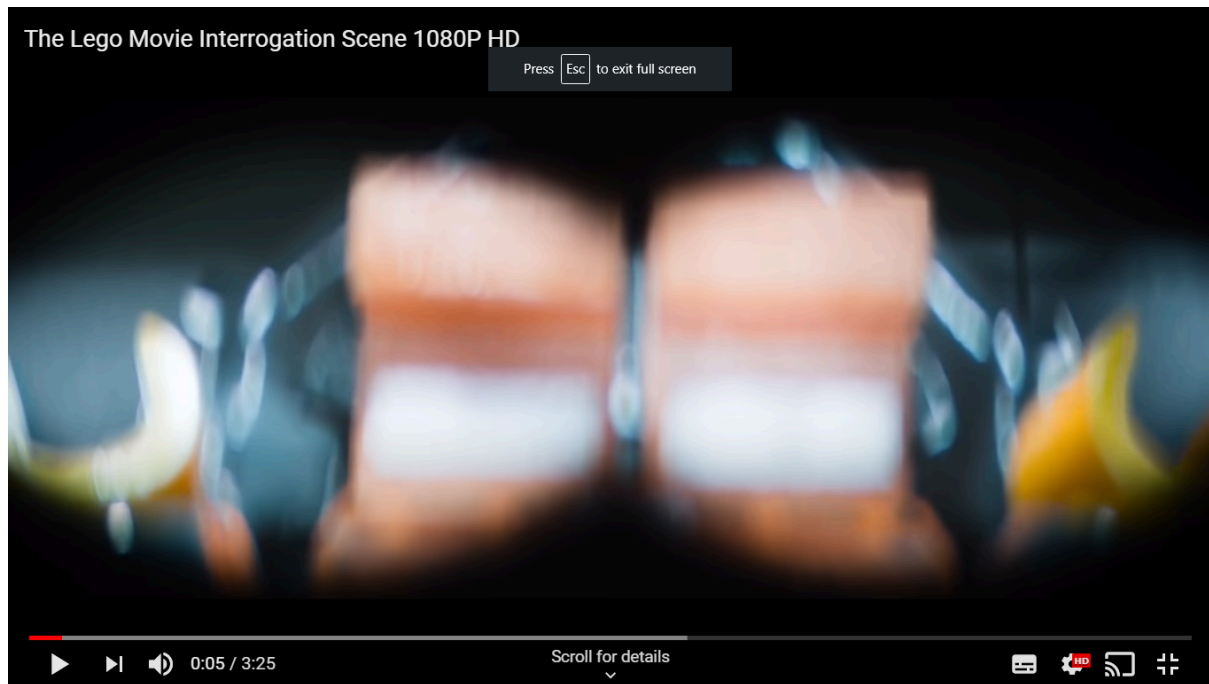 The Lego Movie Interrogation Scene 1080P HD
Press Esc to exit full screen
Scroll for details
0:05 / 3:25
HD